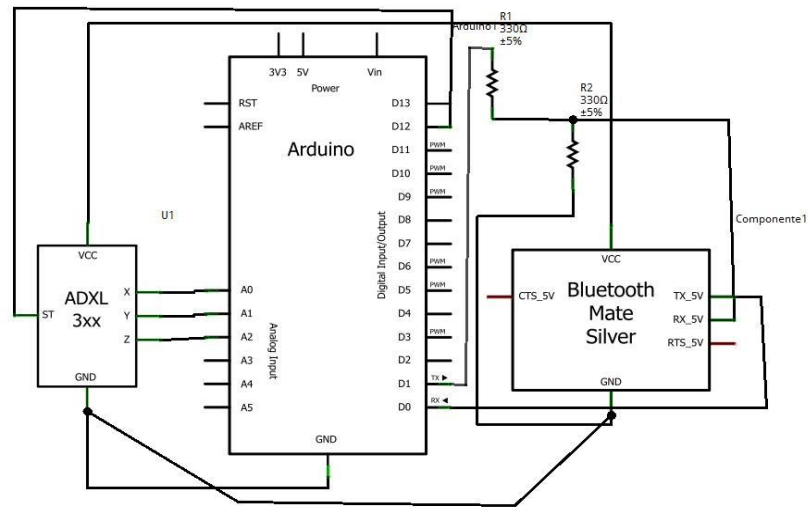 R1
Arduino1
330Ω
±5%
R2
330Ω
±5%
3V3 5V Vin
Power
RST
AREF
Arduino
D13
D12
D11 PWM
D10 PWM
D9 PWM
D8
D7
D6 PWM
D5 PWM
D4
D3 PWM
D2
D1 TX ►
D0 RX ◄
Digital Input/Output
A0
A1
A2
A3
A4
A5
Analog Input
GND
U1
VCC
ADXL
3xx
ST
X
Y
Z
GND
Componente1
VCC
Bluetooth
Mate
Silver
CTS_5V
TX_5V
RX_5V
RTS_5V
GND